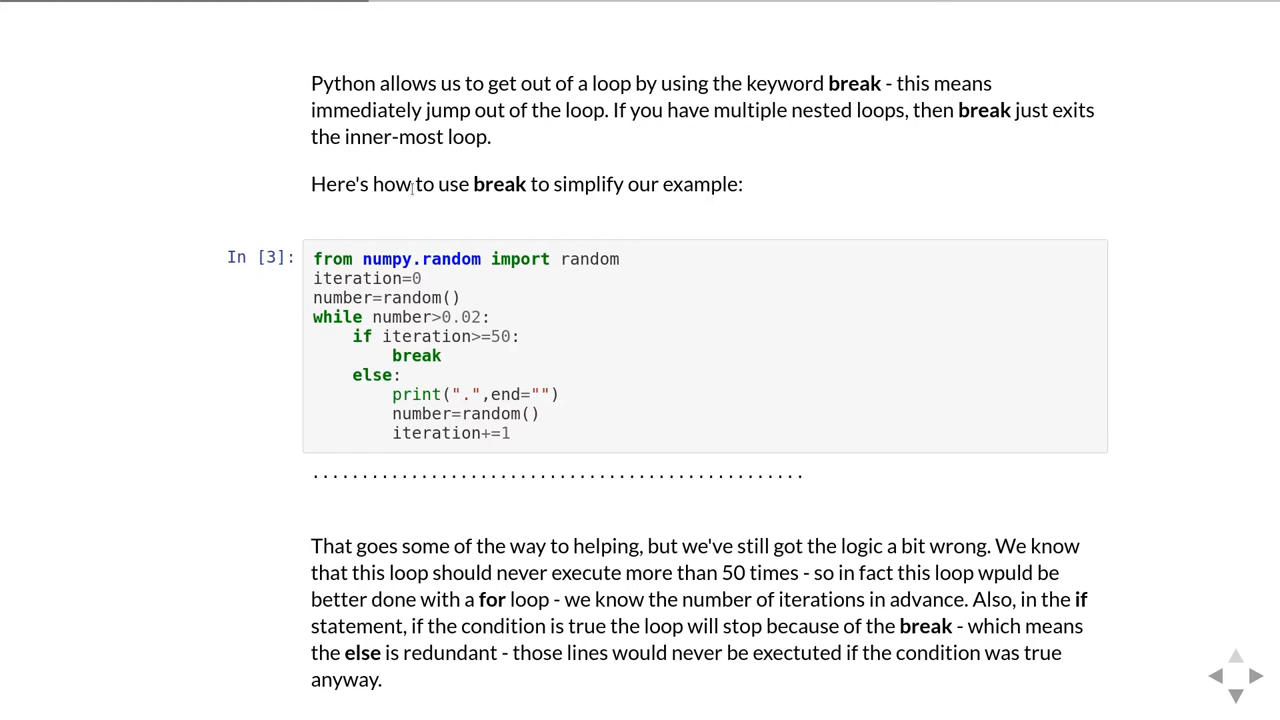 Python allows us to get out of a loop by using the keyword break - this means
immediately jump out of the loop. If you have multiple nested loops, then break just exits
the inner-most loop.
Here's how to use break to simplify our example:
In [3]:
from numpy.random import random
iteration=0
number=random()
while number>0.02:
    if iteration>=50:
        break
    else:
        print(".",end="")
        number=random()
        iteration+=1
..................................................
That goes some of the way to helping, but we've still got the logic a bit wrong. We know
that this loop should never execute more than 50 times - so in fact this loop wpuld be
better done with a for loop - we know the number of iterations in advance. Also, in the if
statement, if the condition is true the loop will stop because of the break - which means
the else is redundant - those lines would never be exectuted if the condition was true
anyway.